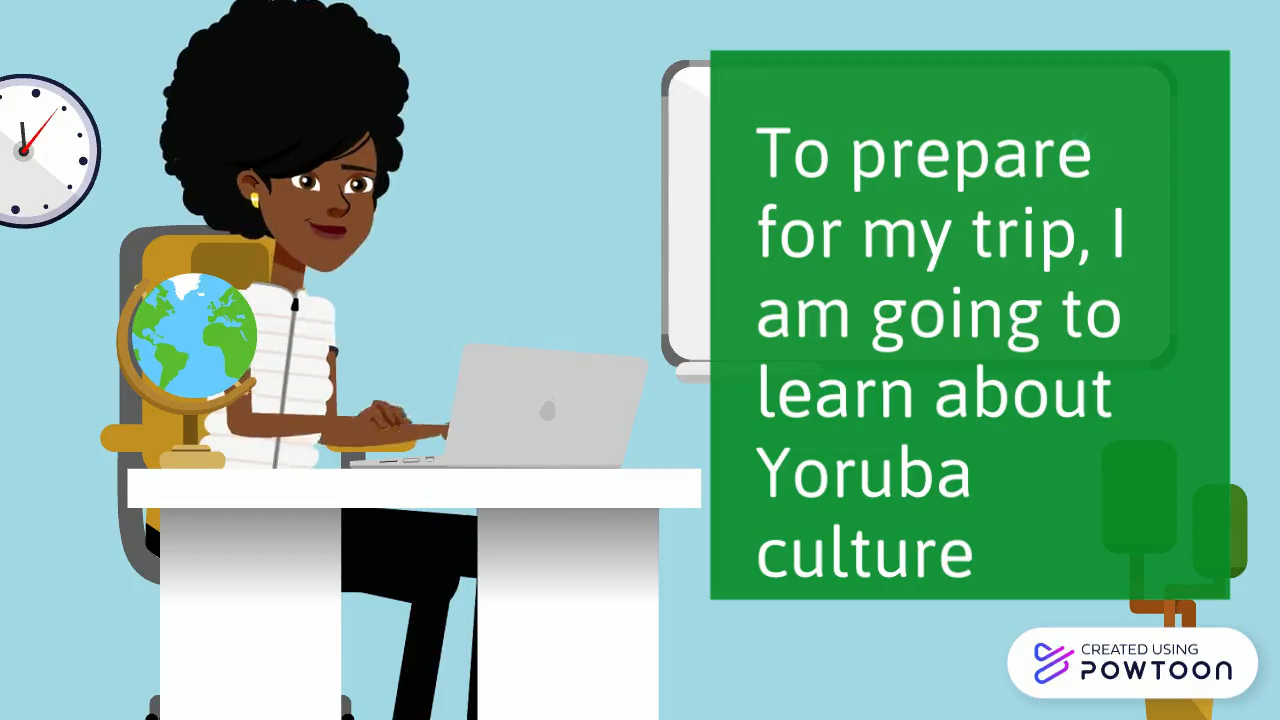 To prepare
for my trip, I
am going to
learn about
Yoruba
culture
CREATED USING
POWTOON